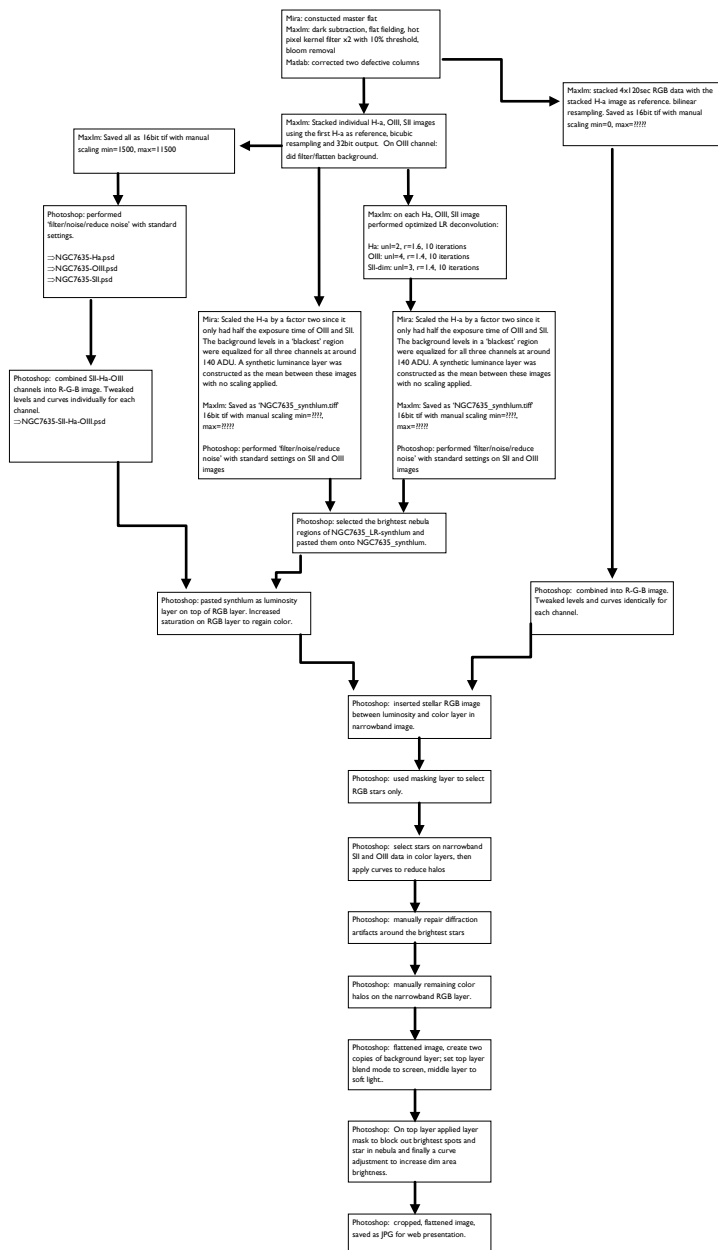 Mira: constucted master flat
MaxIm: dark subtraction, flat fielding, hot
pixel kernel filter x2 with 10% threshold,
bloom removal
Matlab: corrected two defective columns
MaxIm: stacked 4x120sec RGB data with the
stacked H-a image as reference. bilinear
resampling. Saved as 16bit tif with manual
scaling min=0, max=?????
MaxIm: Stacked individual H-a, OIII, SII images
using the first H-a as reference, bicubic
resampling and 32bit output.  On OIII channel:
did filter/flatten background.
MaxIm: Saved all as 16bit tif with manual
scaling min=1500, max=11500
Photoshop: performed
'filter/noise/reduce noise' with standard
settings.
⇒NGC7635-Ha.psd
⇒NGC7635-OIII.psd
⇒NGC7635-SII.psd
MaxIm: on each Ha, OIII, SII image
performed optimized LR deconvolution:
Ha: unl=2, r=1.6, 10 iterations
OIII: unl=4, r=1.4, 10 iterations
SII-dim: unl=3, r=1.4, 10 iterations
Mira: Scaled the H-a by a factor two since it
only had half the exposure time of OIII and SII.
The background levels in a 'blackest' region
were equalized for all three channels at around
140 ADU. A synthetic luminance layer was
constructed as the mean between these images
with no scaling applied.
MaxIm: Saved as 'NGC7635_synthlum.tiff'
16bit tif with manual scaling min=????,
max=?????
Photoshop: performed 'filter/noise/reduce
noise' with standard settings on SII and OIII
images
Mira: Scaled the H-a by a factor two since it
only had half the exposure time of OIII and SII.
The background levels in a 'blackest' region
were equalized for all three channels at around
140 ADU. A synthetic luminance layer was
constructed as the mean between these images
with no scaling applied.
MaxIm: Saved as 'NGC7635_synthlum.tiff'
16bit tif with manual scaling min=????,
max=?????
Photoshop: performed 'filter/noise/reduce
noise' with standard settings on SII and OIII
images
Photoshop:  combined SII-Ha-OIII
channels into R-G-B image. Tweaked
levels and curves individually for each
channel.
⇒NGC7635-SII-Ha-OIII.psd
Photoshop: selected the brightest nebula
regions of NGC7635_LR-synthlum and
pasted them onto NGC7635_synthlum.
Photoshop: pasted synthlum as luminosity
layer on top of RGB layer. Increased
saturation on RGB layer to regain color.
Photoshop:  combined into R-G-B image.
Tweaked levels and curves identically for
each channel.
Photoshop:  inserted stellar RGB image
between luminosity and color layer in
narrowband image.
Photoshop:  used masking layer to select
RGB stars only.
Photoshop:  select stars on narrowband
SII and OIII data in color layers, then
apply curves to reduce halos
Photoshop:  manually repair diffraction
artifacts around the brightest stars
Photoshop:  manually remaining color
halos on the narrowband RGB layer.
Photoshop:  flattened image, create two
copies of background layer; set top layer
blend mode to screen, middle layer to
soft light..
Photoshop:  On top layer applied layer
mask to block out brightest spots and
star in nebula and finally a curve
adjustment to increase dim area
brightness.
Photoshop:  cropped, flattened image,
saved as JPG for web presentation.